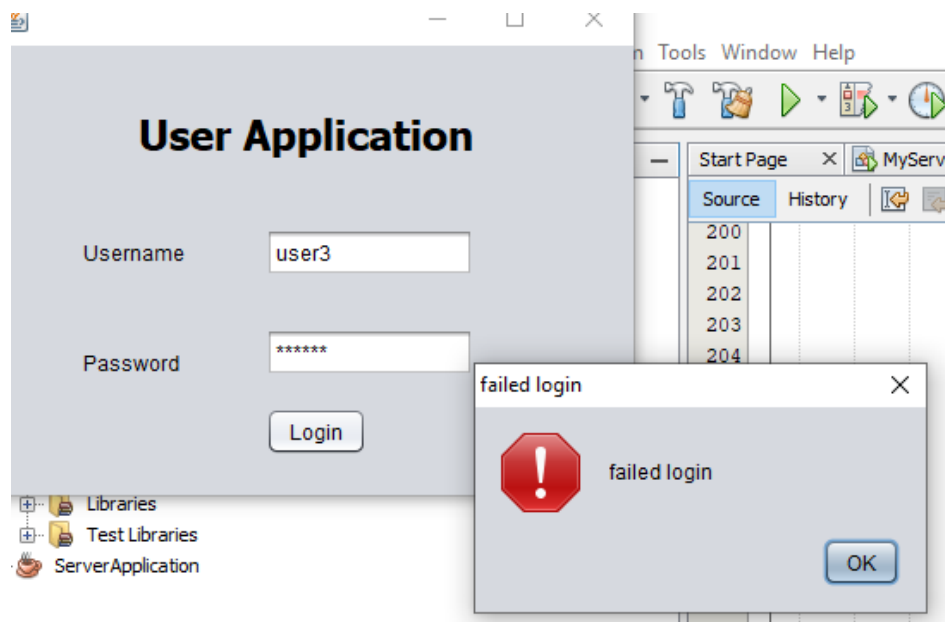 n Tools Window Help
User Application
Start Page
MyServ
Source History
Username user3
200
201
202
203
204
Password ******
failed login
failed login
Login
OK
Libraries
Test Libraries
ServerApplication